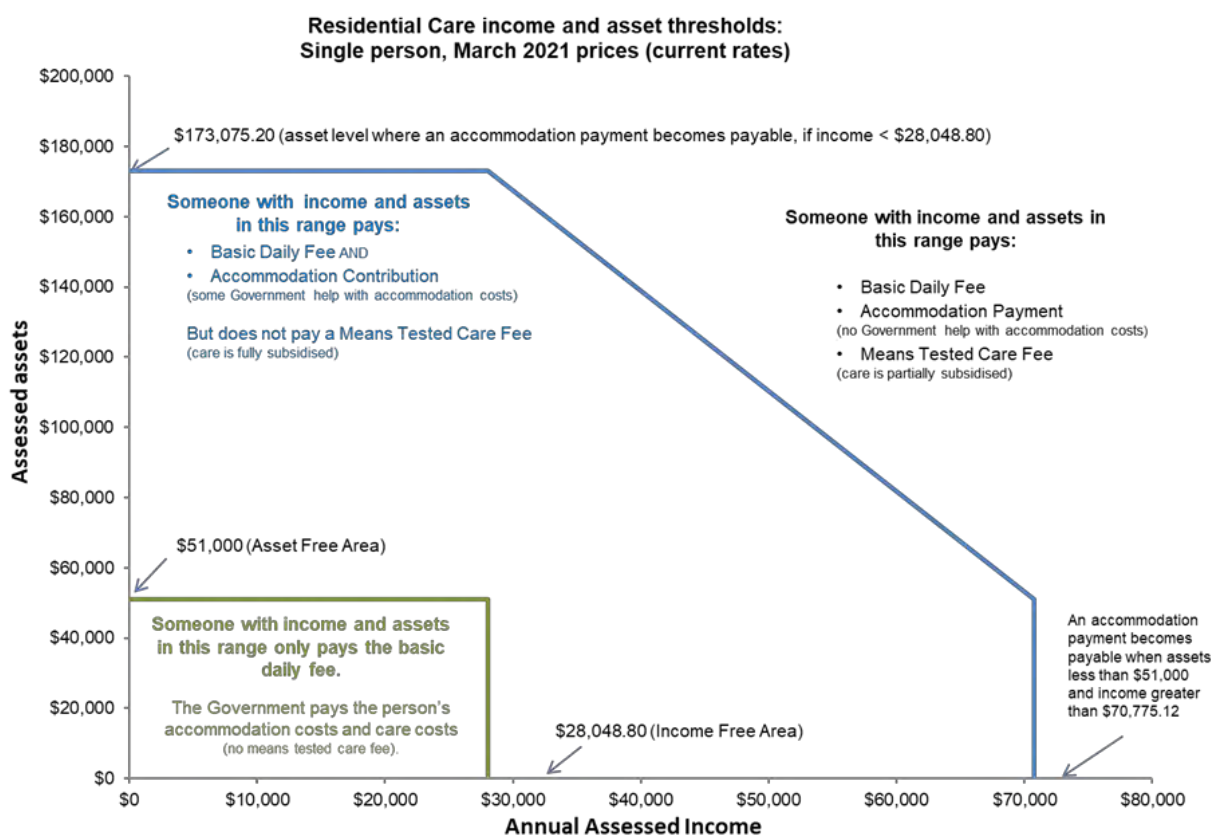 Residential Care income and asset thresholds:
Single person, March 2021 prices (current rates)
$200,000
$180,000
$160,000
$140,000
$120,000
$100,000
$80,000
$60,000
$40,000
$20,000
$0
Assessed assets
$173,075.20 (asset level where an accommodation payment becomes payable, if income < $28,048.80)
Someone with income and assets
in this range pays:
• Basic Daily Fee AND
• Accommodation Contribution
(some Government help with accommodation costs)
But does not pay a Means Tested Care Fee
(care is fully subsidised)
Someone with income and assets in
this range pays:
• Basic Daily Fee
• Accommodation Payment
(no Government help with accommodation costs)
• Means Tested Care Fee
(care is partially subsidised)
$51,000 (Asset Free Area)
Someone with income and assets
in this range only pays the basic
daily fee.
The Government pays the person's
accommodation costs and care costs
(no means tested care fee).
$28,048.80 (Income Free Area)
An accommodation
payment becomes
payable when assets
less than $51,000
and income greater
than $70,775.12
$0
$10,000
$20,000
$30,000
$40,000
$50,000
$60,000
$70,000
$80,000
Annual Assessed Income